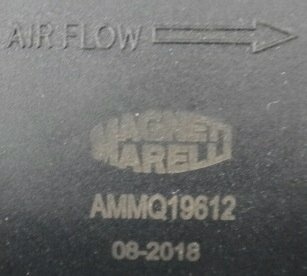 AIR FLOW
MAGNETI
MARELLI
AMMQ19612
08-2018